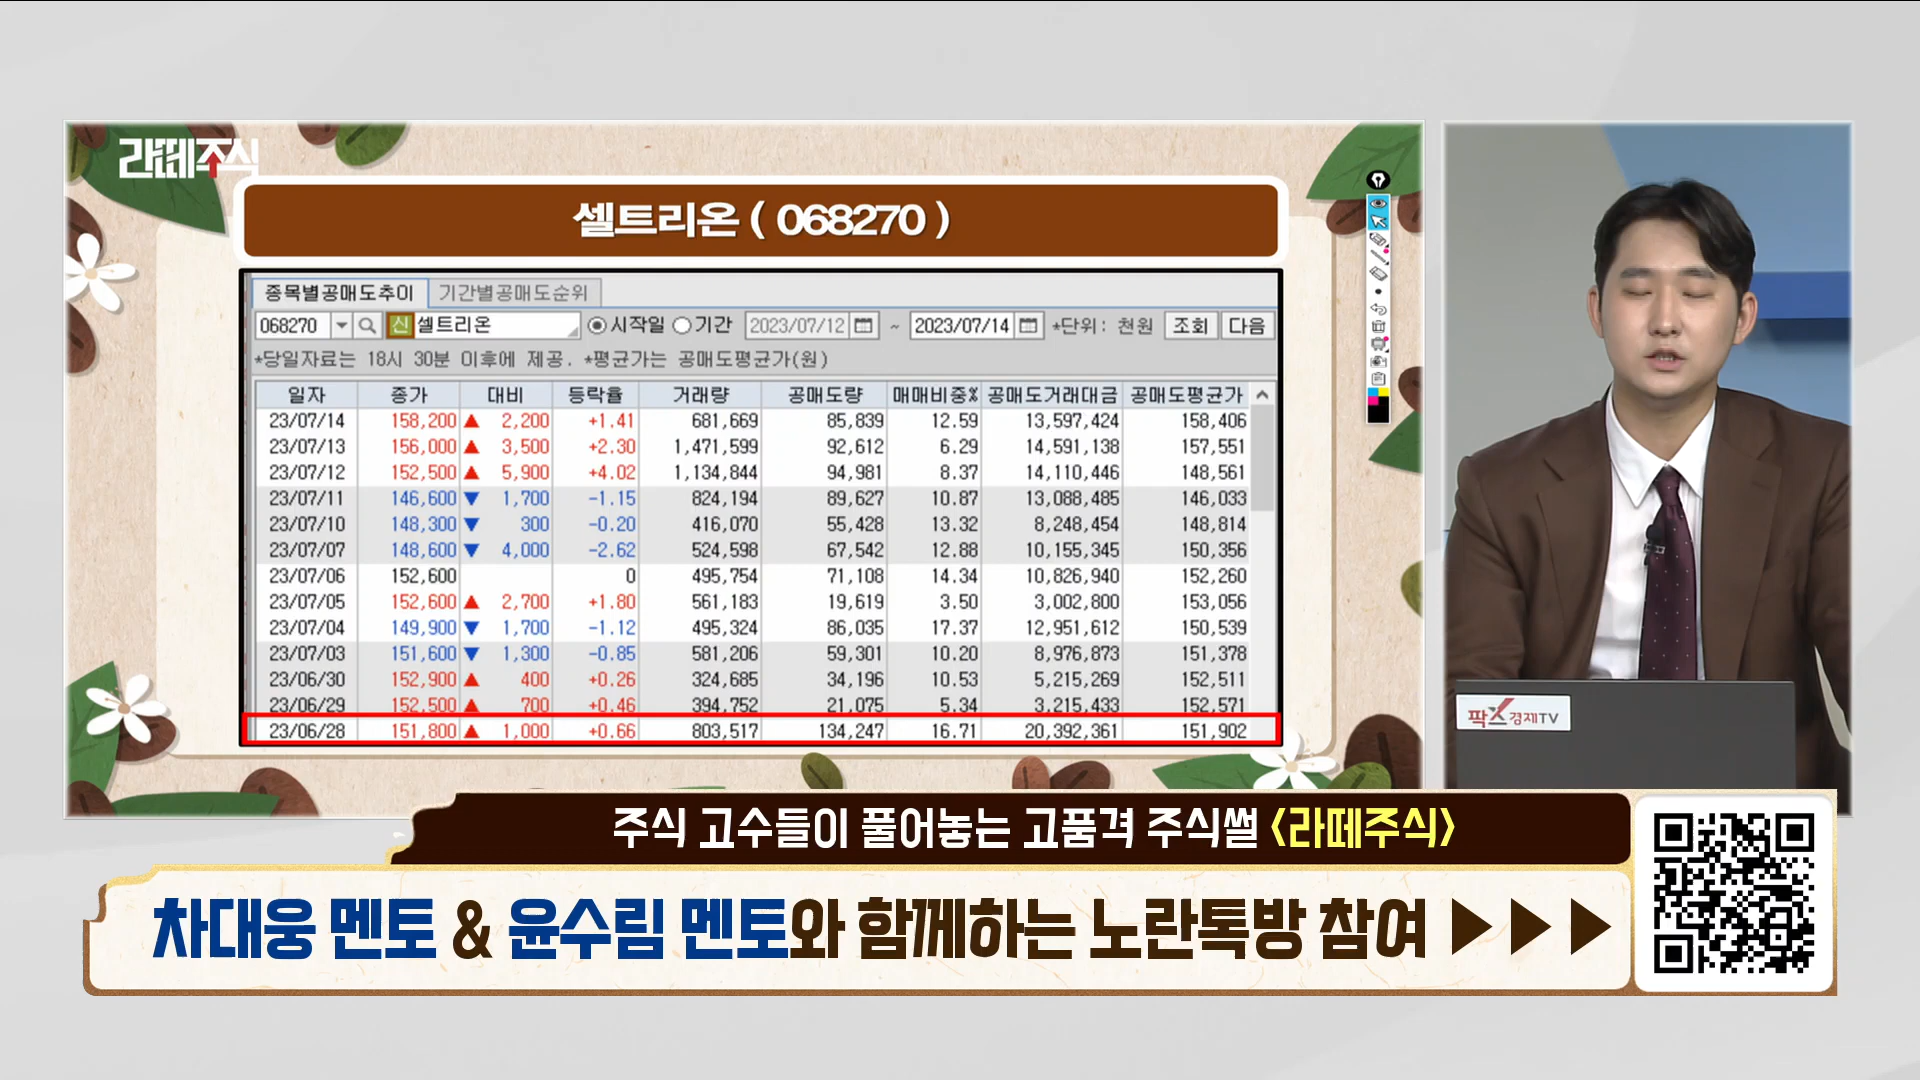 라떼주식
셀트리온 ( 068270 )
종목별공매도추이 기간별공매도순위
068270 신 셀트리온 시작일 기간 2023/07/12 ~ 2023/07/14 *단위: 천원 조회 다음
*당일자료는 18시 30분 이후에 제공. *평균가는 공매도평균가(원)
일자 종가 대비 등락율 거래량 공매도량 매매비중% 공매도거래대금 공매도평균가
23/07/14 158,200 ▲ 2,200 +1.41 681,669 85,839 12.59 13,597,424 158,406
23/07/13 156,000 ▲ 3,500 +2.30 1,471,599 92,612 6.29 14,591,138 157,551
23/07/12 152,500 ▲ 5,900 +4.02 1,134,844 94,981 8.37 14,110,446 148,561
23/07/11 146,600 ▼ 1,700 -1.15 824,194 89,627 10.87 13,088,485 146,033
23/07/10 148,300 ▼ 300 -0.20 416,070 55,428 13.32 8,248,454 148,814
23/07/07 148,600 ▼ 4,000 -2.62 524,598 67,542 12.88 10,155,345 150,356
23/07/06 152,600 0 495,754 71,108 14.34 10,826,940 152,260
23/07/05 152,600 ▲ 2,700 +1.80 561,183 19,619 3.50 3,002,800 153,056
23/07/04 149,900 ▼ 1,700 -1.12 495,324 86,035 17.37 12,951,612 150,539
23/07/03 151,600 ▼ 1,300 -0.85 581,206 59,301 10.20 8,976,873 151,378
23/06/30 152,900 ▲ 400 +0.26 324,685 34,196 10.53 5,215,269 152,511
23/06/29 152,500 ▲ 700 +0.46 394,752 21,075 5.34 3,215,433 152,571
23/06/28 151,800 ▲ 1,000 +0.66 803,517 134,247 16.71 20,392,361 151,902
팍스경제TV
주식 고수들이 풀어놓는 고품격 주식썰 <라떼주식>
차대웅 멘토 & 윤수림 멘토와 함께하는 노란톡방 참여 ▶▶▶